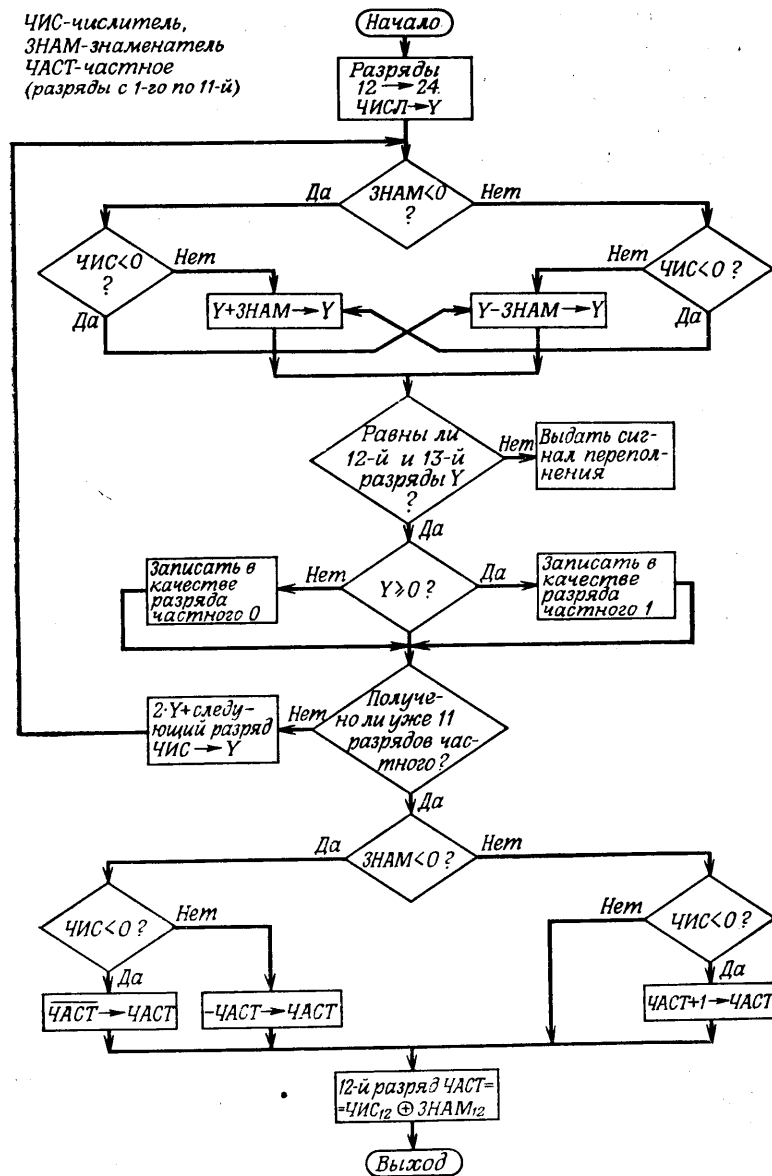 ЧИС-числитель,
ЗНАМ-знаменатель
ЧАСТ-частное
(разряды с 1-го по 11-й)
Начало
Разряды
12 → 24
ЧИСЛ → Y
ЗНАМ<0
?
Да
Нет
ЧИС<0
?
Нет
Да
Y+ЗНАМ → Y
Y-ЗНАМ → Y
Нет
ЧИС<0 ?
Да
Равны ли
12-й и 13-й
разряды Y
?
Нет
Да
Выдать сиг-
нал перепол-
нения
Записать в
качестве
разряда
частного 0
Нет
Y⩾0 ?
Да
Записать в
качестве
разряда
частного 1
2·Y+следу-
ющий разряд
ЧИС → Y
Нет
Получе-
но ли уже 11
разрядов час-
тного?
Да
Да
ЗНАМ<0 ?
Нет
ЧИС<0 ?
Нет
Да
Нет
ЧИС<0 ?
Да
\overline{ЧАСТ} → ЧАСТ
-ЧАСТ → ЧАСТ
ЧАСТ+1 → ЧАСТ
12-й разряд ЧАСТ=
=ЧИС₁₂ ⊕ ЗНАМ₁₂
Выход